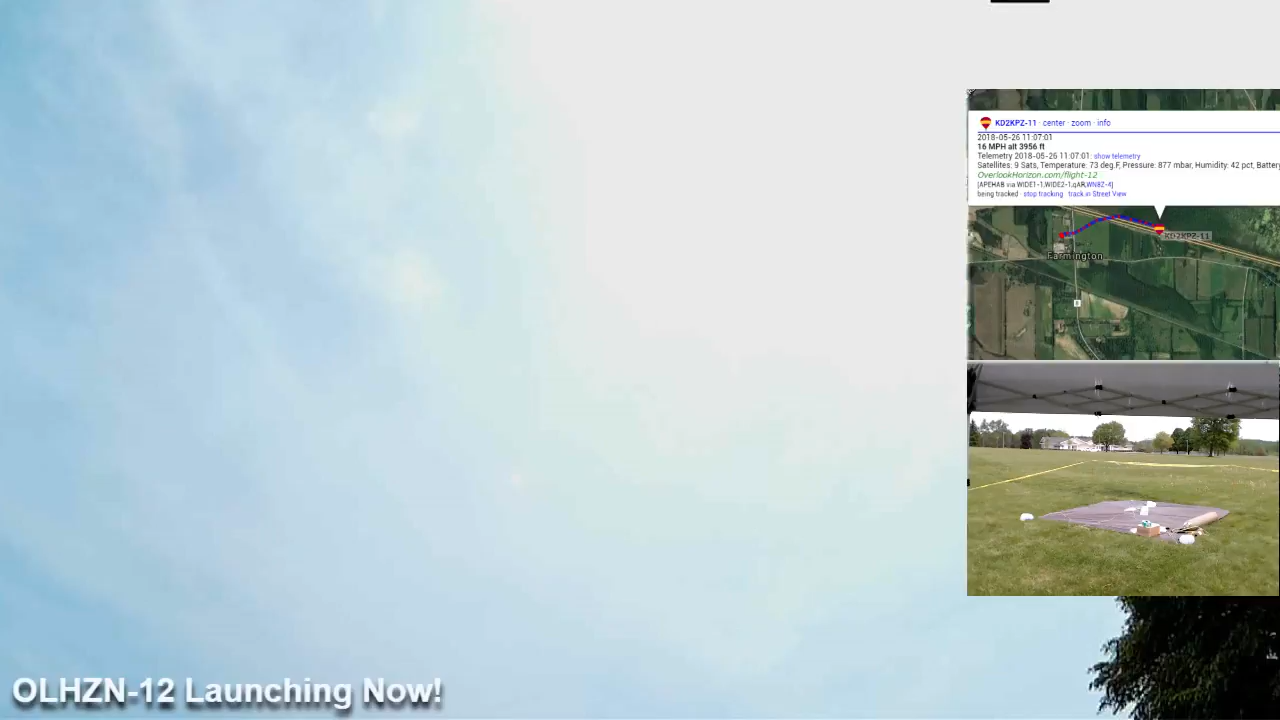 KD2KPZ-11 · center · zoom · info
2018-05-26 11:07:01
16 MPH alt 3956 ft
Telemetry 2018-05-26 11:07:01: show telemetry
Satellites: 9 Sats, Temperature: 73 deg.F, Pressure: 877 mbar, Humidity: 42 pct, Battery
OverlookHorizon.com/flight-12
[APEHAB via WIDE1-1,WIDE2-1,qAR,WN8Z-4]
being tracked · stop tracking · track in Street View
KD2KPZ-11
Farmington
8
OLHZN-12 Launching Now!